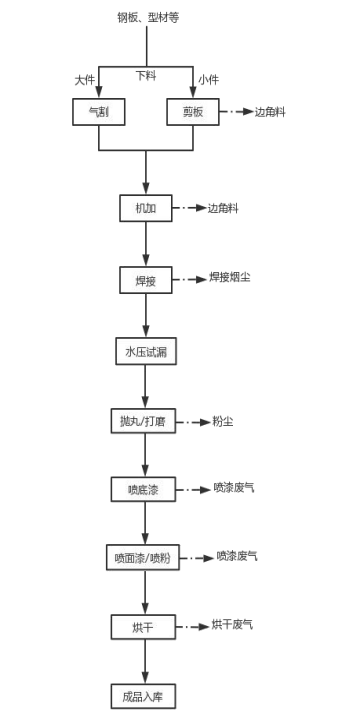 钢板、型材等
下料
大件
小件
气割
剪板
边角料
机加
边角料
焊接
焊接烟尘
水压试漏
抛丸/打磨
粉尘
喷底漆
喷漆废气
喷面漆/喷粉
喷漆废气
烘干
烘干废气
成品入库